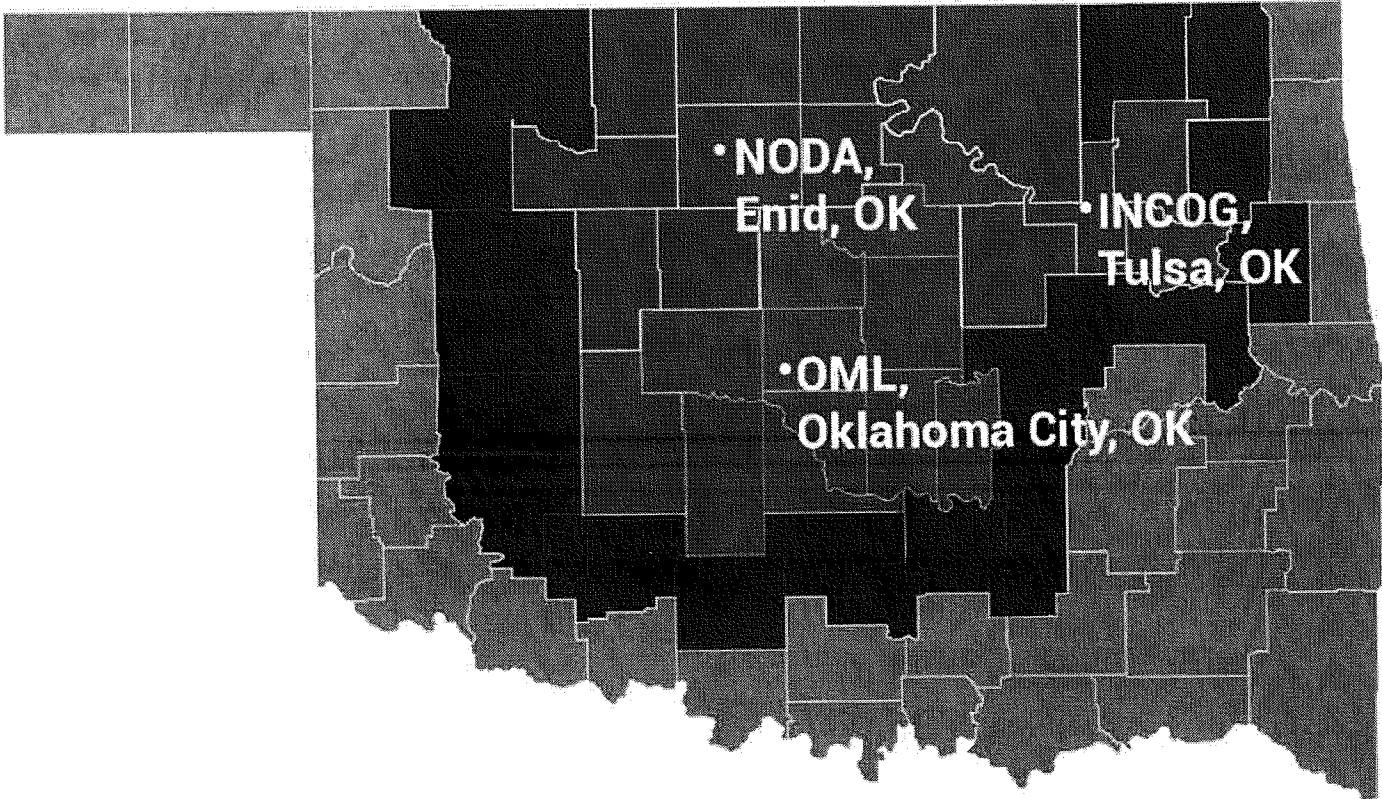 NODA,
Enid, OK
INCOG,
Tulsa, OK
OML,
Oklahoma City, OK